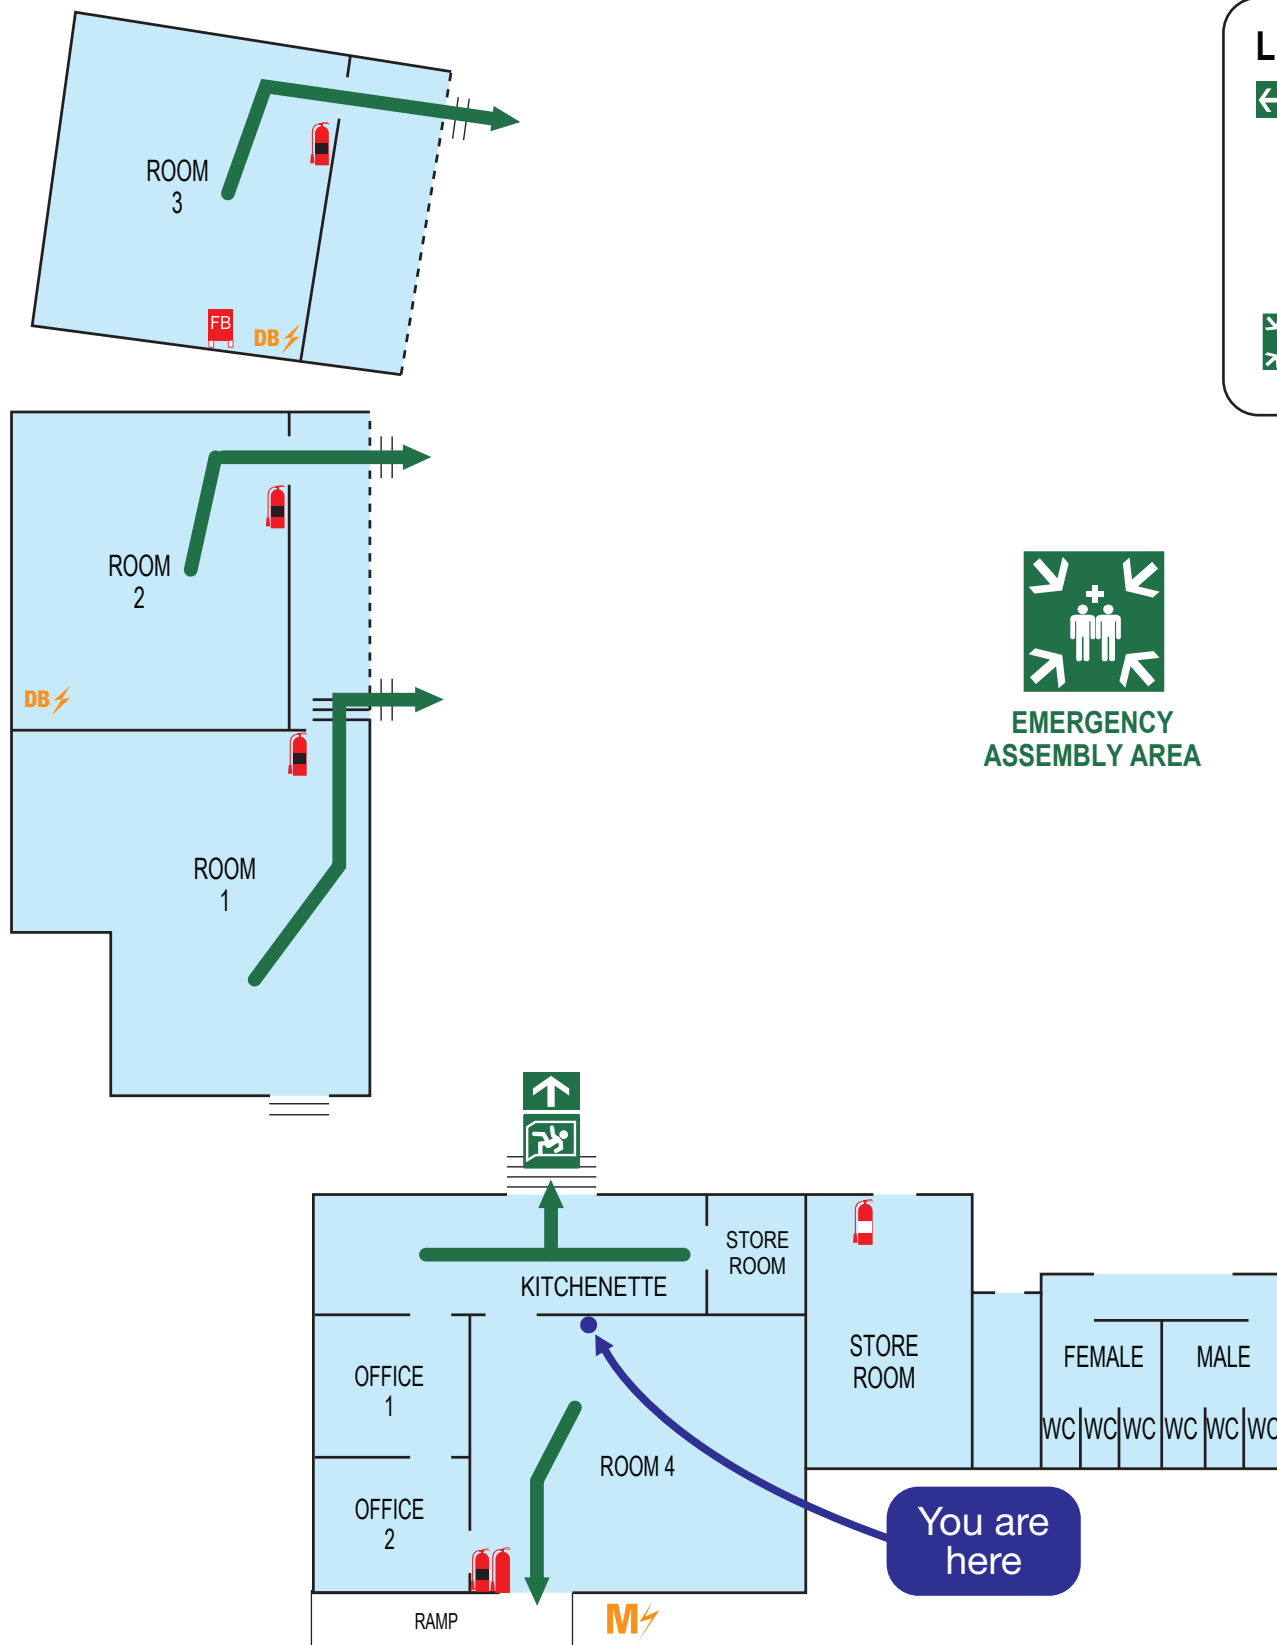 L
ROOM
3
FB
DB
ROOM
2
DB
EMERGENCY
ASSEMBLY AREA
ROOM
1
STORE
ROOM
KITCHENETTE
STORE
ROOM
FEMALE
MALE
OFFICE
1
WC WC WC WC WC WC
ROOM 4
OFFICE
2
You are
here
RAMP
M